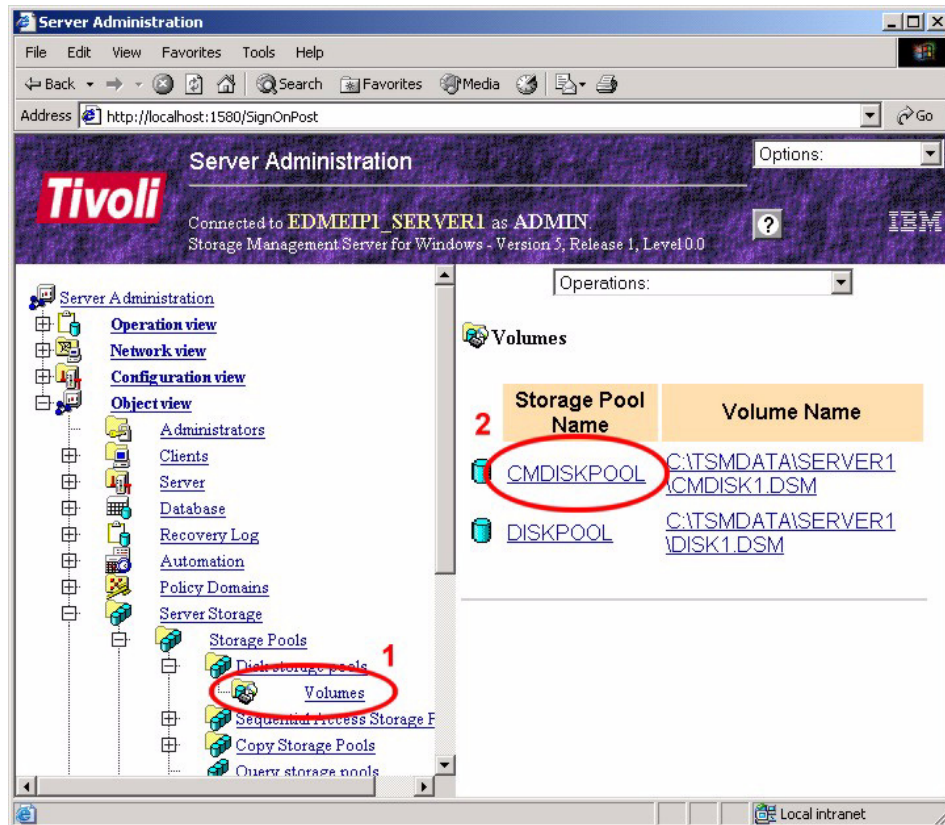 Server Administration
File Edit View Favorites Tools Help
Back Search Favorites Media
Address http://localhost:1580/SignOnPost Go
Server Administration
Options:
Tivoli
Connected to EDMEIP1_SERVER1 as ADMIN.
Storage Management Server for Windows - Version 5, Release 1, Level 0.0
?
IBM
Server Administration
Operation view
Network view
Configuration view
Object view
Administrators
Clients
Server
Database
Recovery Log
Automation
Policy Domains
Server Storage
Storage Pools
Disk storage pools
1
Volumes
Sequential Access Storage P
Copy Storage Pools
Query storage pools
Operations:
Volumes
Storage Pool
Name
Volume Name
2
CMDISKPOOL
C:\TSMDATA\SERVER1
\CMDISK1.DSM
DISKPOOL
C:\TSMDATA\SERVER1
\DISK1.DSM
Local intranet